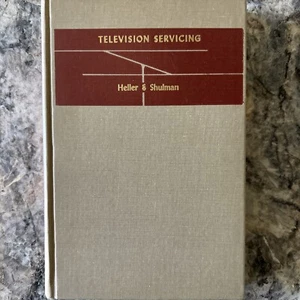 TELEVISION SERVICING
Heller & Shulman